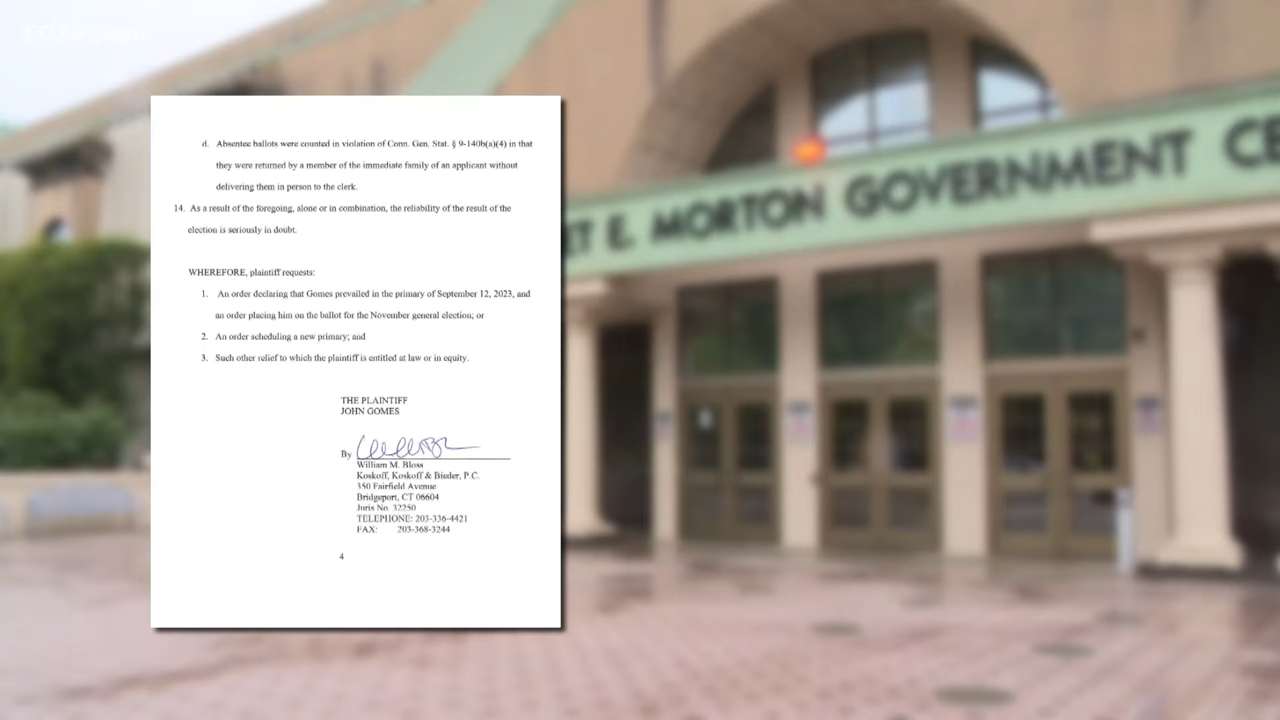 d. Absentee ballots were counted in violation of Conn. Gen. Stat. § 9-140b(a)(4) in that
they were returned by a member of the immediate family of an applicant without
delivering them in person to the clerk.
14. As a result of the foregoing, alone or in combination, the reliability of the result of the
election is seriously in doubt.
WHEREFORE, plaintiff requests:
1. An order declaring that Gomes prevailed in the primary of September 12, 2023, and
an order placing him on the ballot for the November general election; or
2. An order scheduling a new primary; and
3. Such other relief to which the plaintiff is entitled at law or in equity.
THE PLAINTIFF
JOHN GOMES
By
William M. Bloss
Koskoff, Koskoff & Bieder, P.C.
350 Fairfield Avenue
Bridgeport, CT 06604
Juris No. 32250
TELEPHONE: 203-336-4421
FAX: 203-368-3244
4
E. MORTON GOVERNMENT